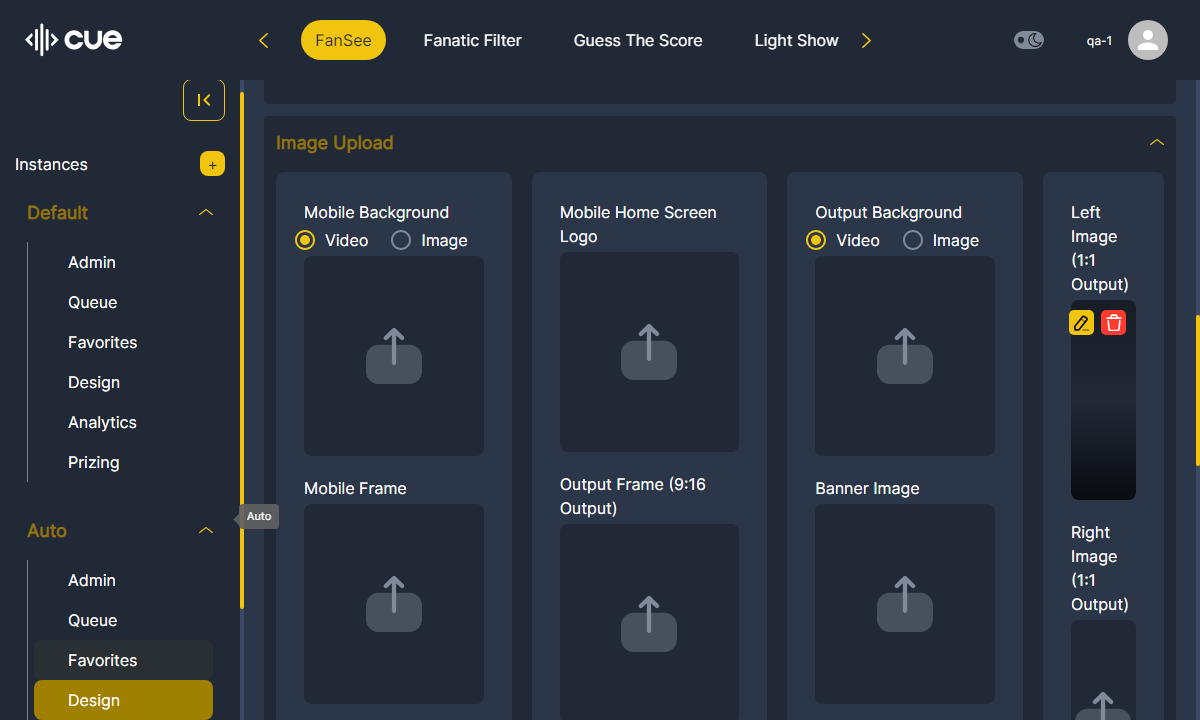 CUE
FanSee
Fanatic Filter
Guess The Score
Light Show
qa-1
Instances
+
Default
Admin
Queue
Favorites
Design
Analytics
Prizing
Auto
Auto
Admin
Queue
Favorites
Design
Image Upload
Mobile Background
Video
Image
Mobile Frame
Mobile Home Screen
Logo
Output Frame (9:16
Output)
Output Background
Video
Image
Banner Image
Left
Image
(1:1
Output)
Right
Image
(1:1
Output)